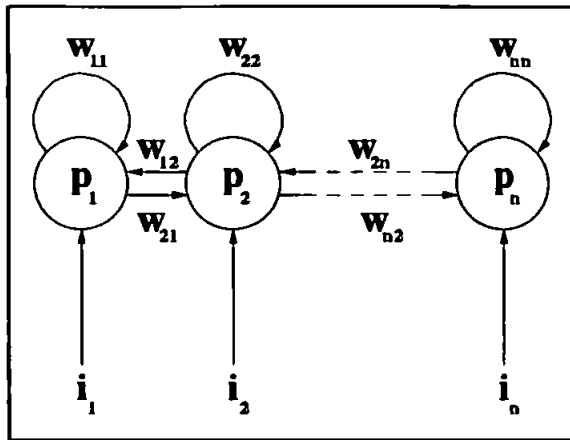 w₁₁ w₂₂ wₙₙ
w₁₂ w₂ₙ
p₁ p₂ pₙ
w₂₁ wₙ₂
i₁ i₂ iₙ